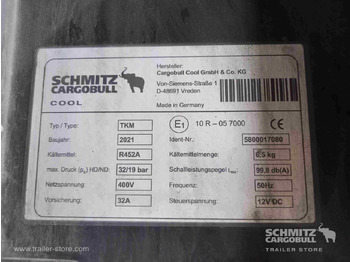 SCHMITZ
CARGOBULL
COOL
Hersteller:
Cargobull Cool GmbH & Co. KG
Von-Siemens-Straße 1
D-48691 Vreden
Made in Germany
Typ / Type: TKM
E1 10 R – 05 7000
Baujahr: 2021 Ident-Nr.: 5800017080
Kältemittel: R452A Kältemittelmenge: 6,5 kg
max. Druck (ps) HD/ND: 32/19 bar Schallleistungspegel: 99,8 db(A)
Netzspannung: 400V Frequenz: 50Hz
Vorsicherung: 32A Steuerspannung: 12V DC
SCHMITZ
CARGOBULL
www.trailer-store.com
www.trailer-store.com